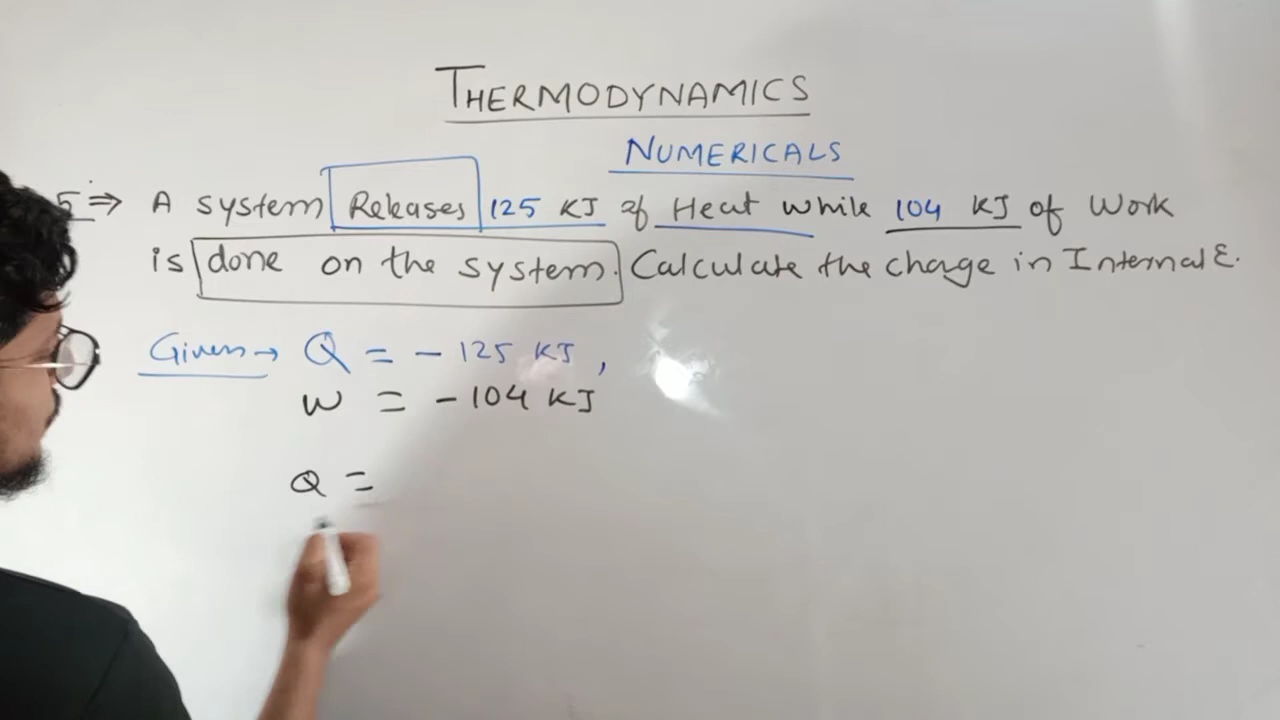 THERMODYNAMICS
NUMERICALS
5 ⇒ A system Releases 125 KJ of Heat while 104 KJ of Work
is done on the system. Calculate the chage in Internal E.
Given → Q = - 125 KJ,
W = - 104 KJ
Q =